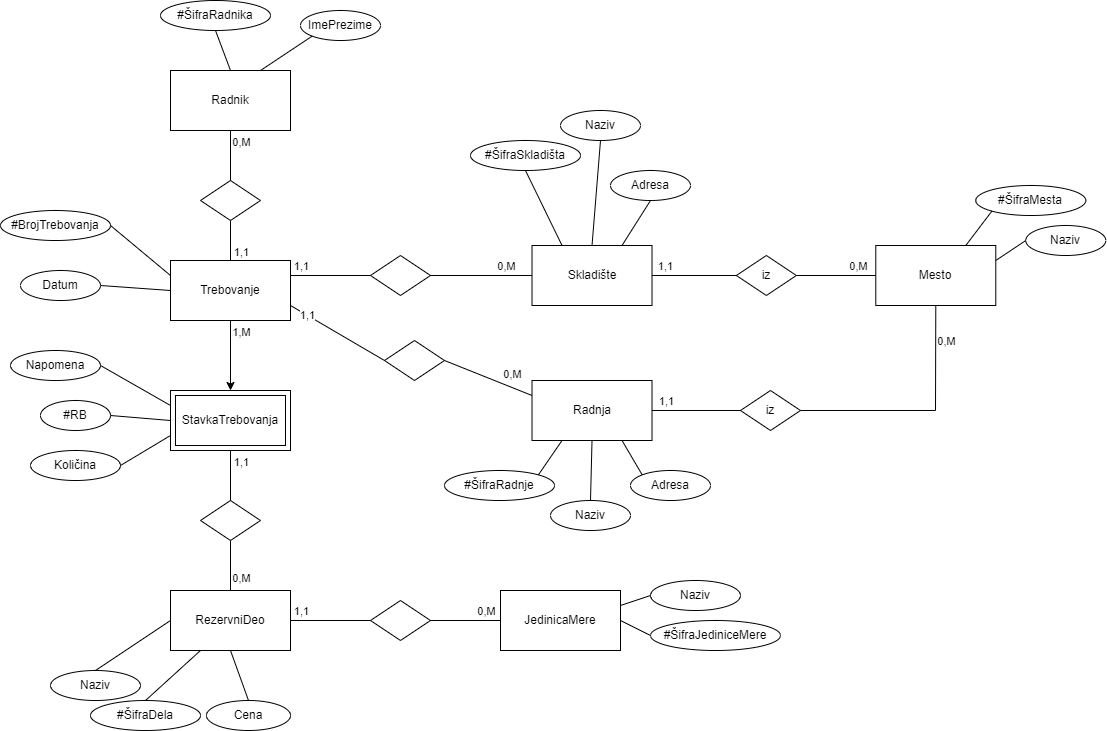 #ŠifraRadnika
ImePrezime
Radnik
0,M
Naziv
#ŠifraSkladišta
Adresa
#ŠifraMesta
#BrojTrebovanja
Naziv
1,1
Trebovanje
1,1
0,M
Skladište
1,1
iz
0,M
Mesto
Datum
1,1
1,M
0,M
0,M
Napomena
StavkaTrebovanja
#RB
Radnja
1,1
iz
Količina
1,1
#ŠifraRadnje
Adresa
Naziv
0,M
RezervniDeo
1,1
0,M
JedinicaMere
Naziv
#ŠifraJediniceMere
Naziv
#ŠifraDela
Cena